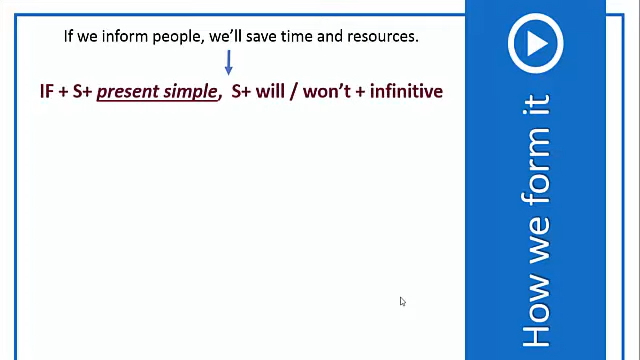 If we inform people, we’ll save time and resources.
IF + S+ present simple, S+ will / won’t + infinitive
How we form it